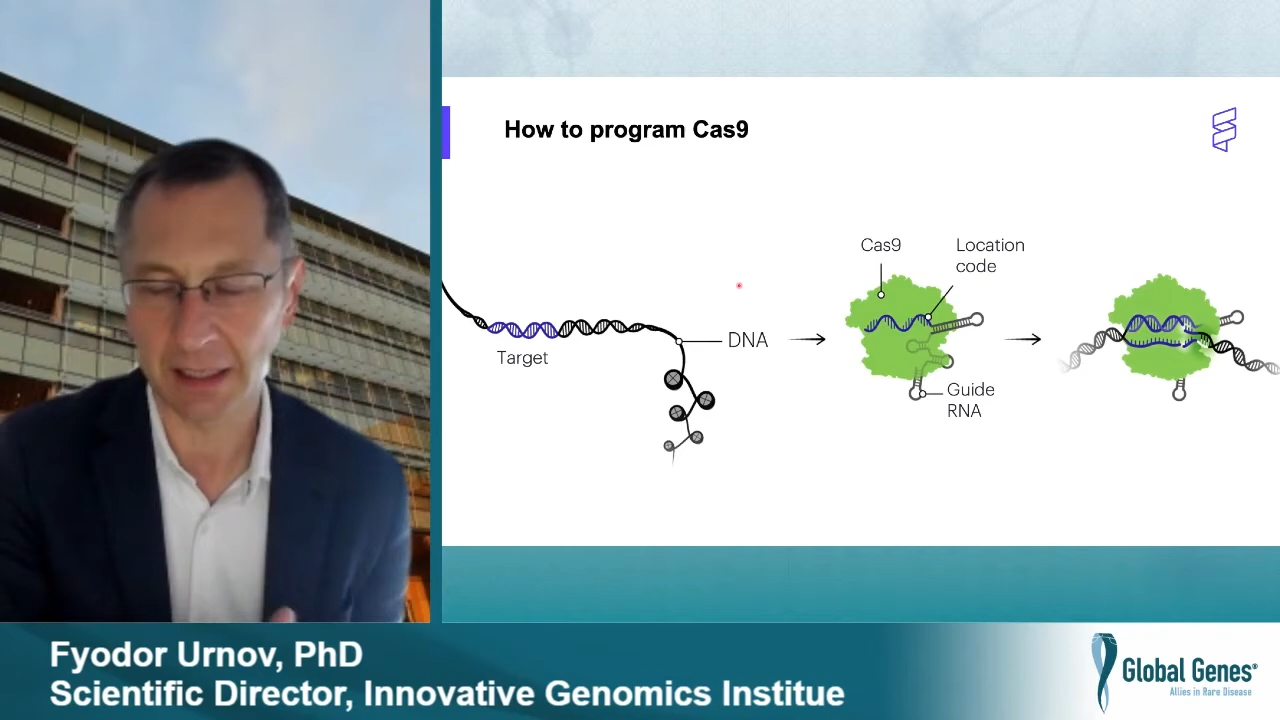 How to program Cas9
Cas9
Location
code
Target
DNA
Guide
RNA
Fyodor Urnov, PhD
Scientific Director, Innovative Genomics Institue
Global Genes®
Allies in Rare Disease